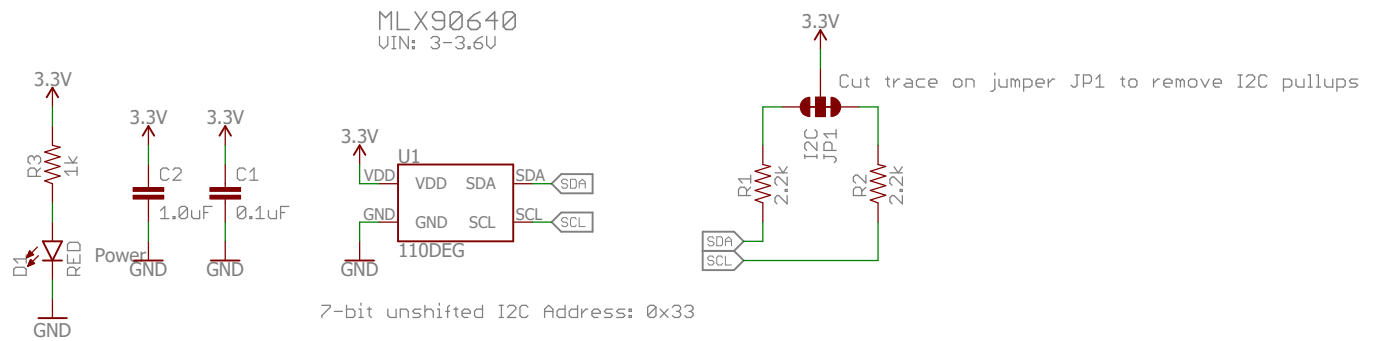 MLX90640
VIN: 3-3.6V
3.3V
R3
1k
D1
RED
Power
GND
3.3V
C2
1.0uF
GND
3.3V
C1
0.1uF
GND
3.3V
U1
VDD
VDD
SDA
SDA
SDA
GND
GND
SCL
SCL
SCL
110DEG
GND
7-bit unshifted I2C Address: 0x33
3.3V
Cut trace on jumper JP1 to remove I2C pullups
I2C
JP1
R1
2.2k
R2
2.2k
SDA
SCL